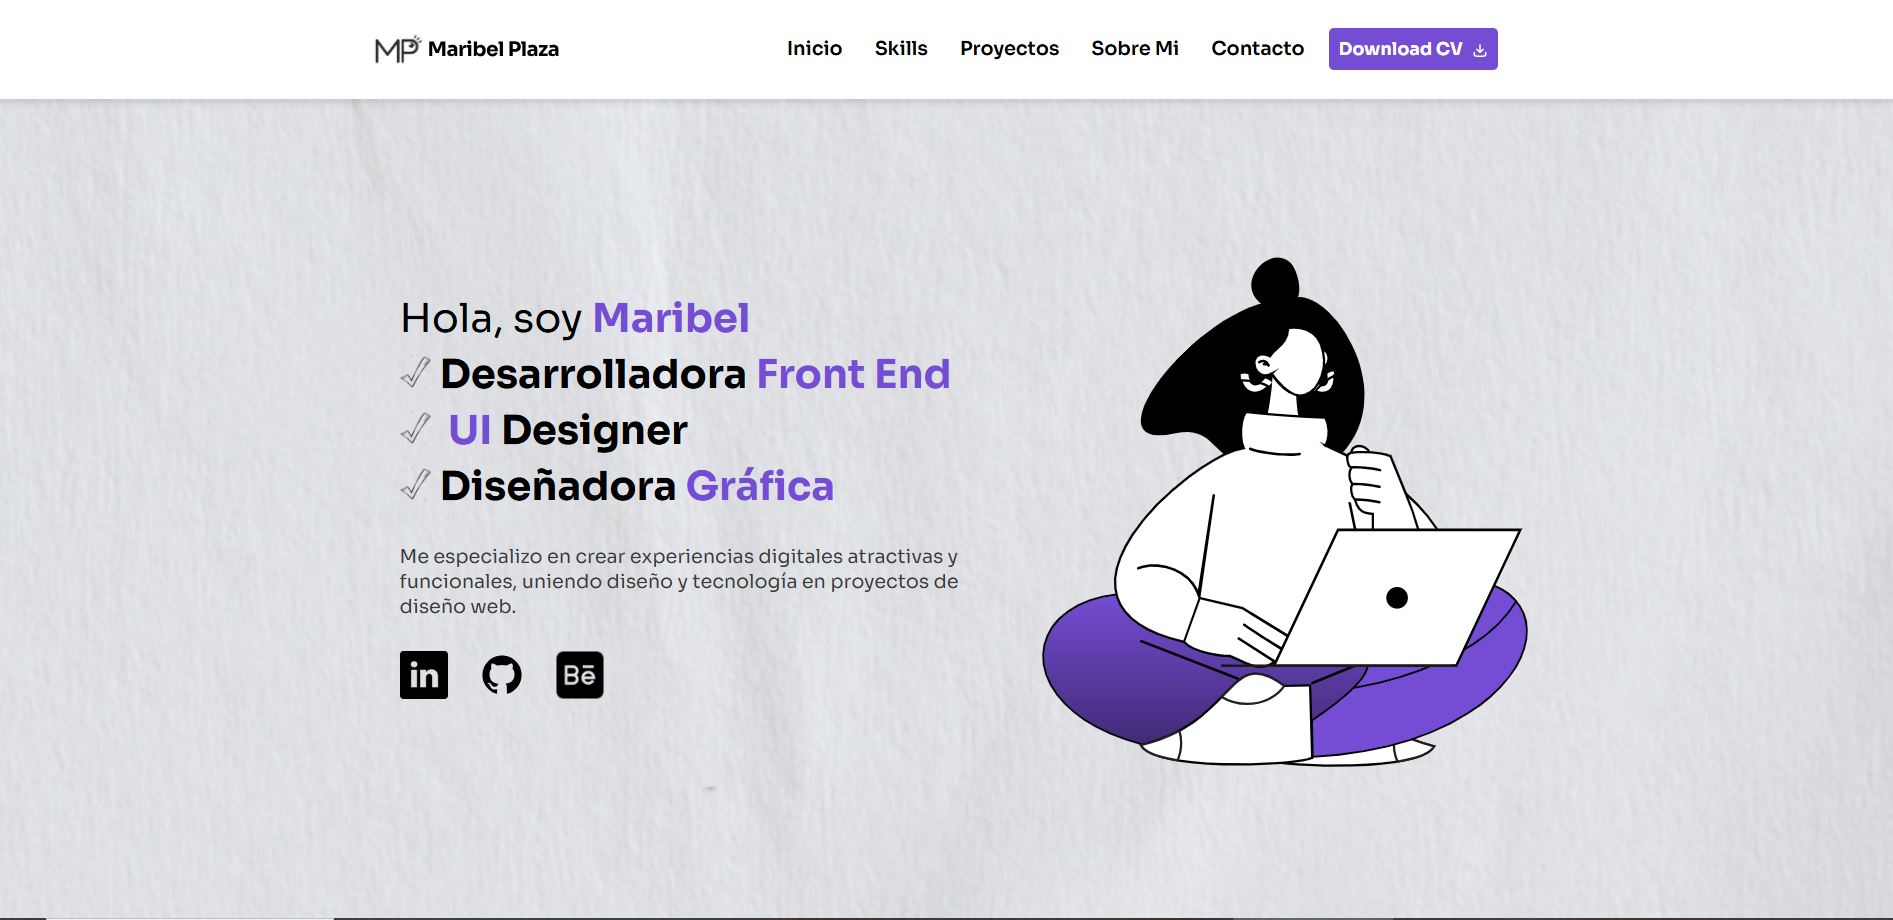 MP Maribel Plaza
Inicio Skills Proyectos Sobre Mi Contacto Download CV
Hola, soy Maribel
Desarrolladora Front End
UI Designer
Diseñadora Gráfica
Me especializo en crear experiencias digitales atractivas y
funcionales, uniendo diseño y tecnología en proyectos de
diseño web.
in Bē